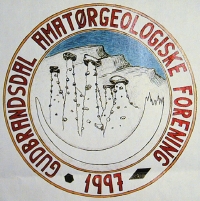 GUDBRANDSDAL AMATØRGEOLOGISKE FORENING
1997